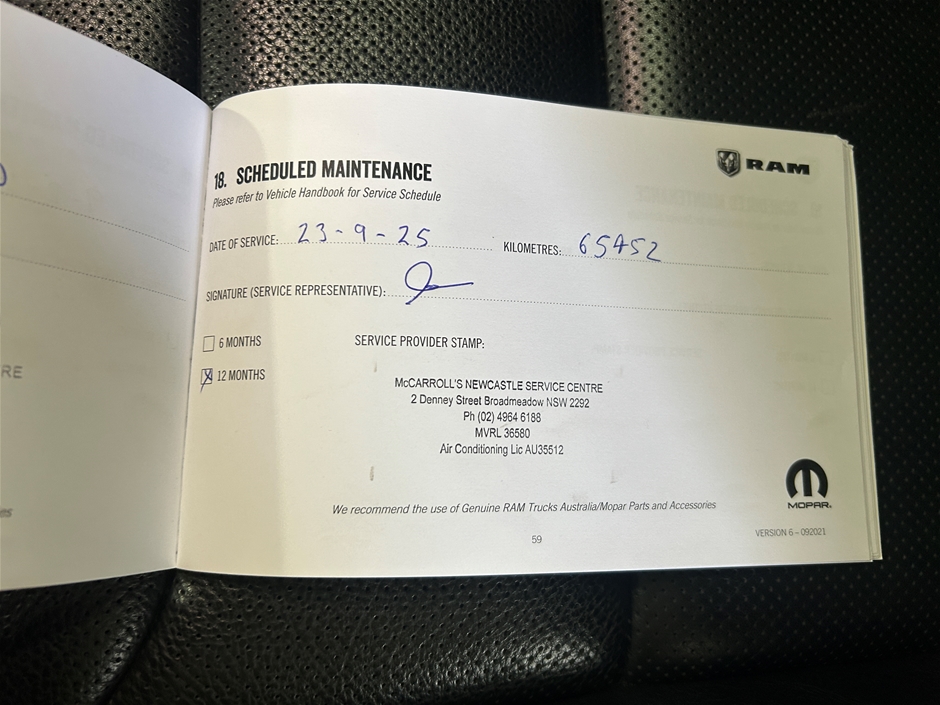 RE
18. SCHEDULED MAINTENANCE
RAM
Please refer to Vehicle Handbook for Service Schedule
DATE OF SERVICE: 23-9-25 KILOMETRES: 65452
SIGNATURE (SERVICE REPRESENTATIVE):
6 MONTHS
SERVICE PROVIDER STAMP:
12 MONTHS
McCARROLL'S NEWCASTLE SERVICE CENTRE
2 Denney Street Broadmeadow NSW 2292
Ph (02) 4964 6188
MVRL 36580
Air Conditioning Lic AU35512
We recommend the use of Genuine RAM Trucks Australia/Mopar Parts and Accessories
MOPAR.
59
VERSION 6 – 092021